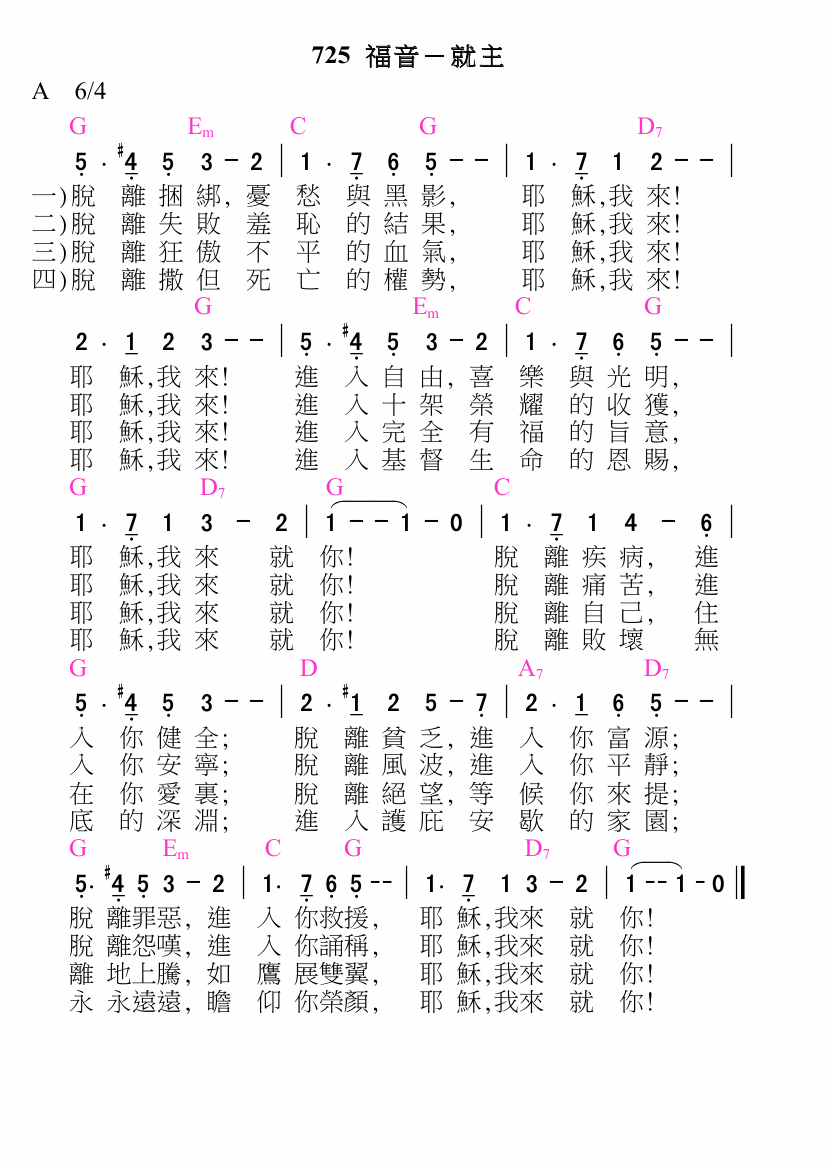 725 福音－就主
A 6/4
G Em C G D7
5 . #4 5 3 － 2 | 1 . 7 6 5 － － | 1 . 7 1 2 － － |
一)脫 離 捆 綁, 憂 愁 與 黑 影, 耶 穌,我 來!
二)脫 離 失 敗 羞 恥 的 結 果, 耶 穌,我 來!
三)脫 離 狂 傲 不 平 的 血 氣, 耶 穌,我 來!
四)脫 離 撒 但 死 亡 的 權 勢, 耶 穌,我 來!
G Em C G
2 . 1 2 3 － － | 5 . #4 5 3 － 2 | 1 . 7 6 5 － － |
耶 穌,我 來! 進 入 自 由, 喜 樂 與 光 明,
耶 穌,我 來! 進 入 十 架 榮 耀 的 收 獲,
耶 穌,我 來! 進 入 完 全 有 福 的 旨 意,
耶 穌,我 來! 進 入 基 督 生 命 的 恩 賜,
G D7 G C
1 . 7 1 3 － 2 | 1 － － 1 － 0 | 1 . 7 1 4 － 6 |
耶 穌,我 來 就 你! 脫 離 疾 病, 進
耶 穌,我 來 就 你! 脫 離 痛 苦, 進
耶 穌,我 來 就 你! 脫 離 自 己, 住
耶 穌,我 來 就 你! 脫 離 敗 壞 無
G D A7 D7
5 . #4 5 3 － － | 2 . #1 2 5 － 7 | 2 . 1 6 5 － － |
入 你 健 全; 脫 離 貧 乏, 進 入 你 富 源;
入 你 安 寧; 脫 離 風 波, 進 入 你 平 靜;
在 你 愛 裏; 脫 離 絕 望, 等 候 你 來 提;
底 的 深 淵; 進 入 護 庇 安 歇 的 家 園;
G Em C G D7 G
5. #4 5 3 － 2 | 1. 7 6 5 -- | 1. 7 1 3 － 2 | 1 -- 1 - 0 ||
脫 離罪惡, 進 入 你救援, 耶 穌,我來 就 你!
脫 離怨嘆, 進 入 你誦稱, 耶 穌,我來 就 你!
離 地上騰, 如 鷹 展雙翼, 耶 穌,我來 就 你!
永 永遠遠, 瞻 仰 你榮顏, 耶 穌,我來 就 你!